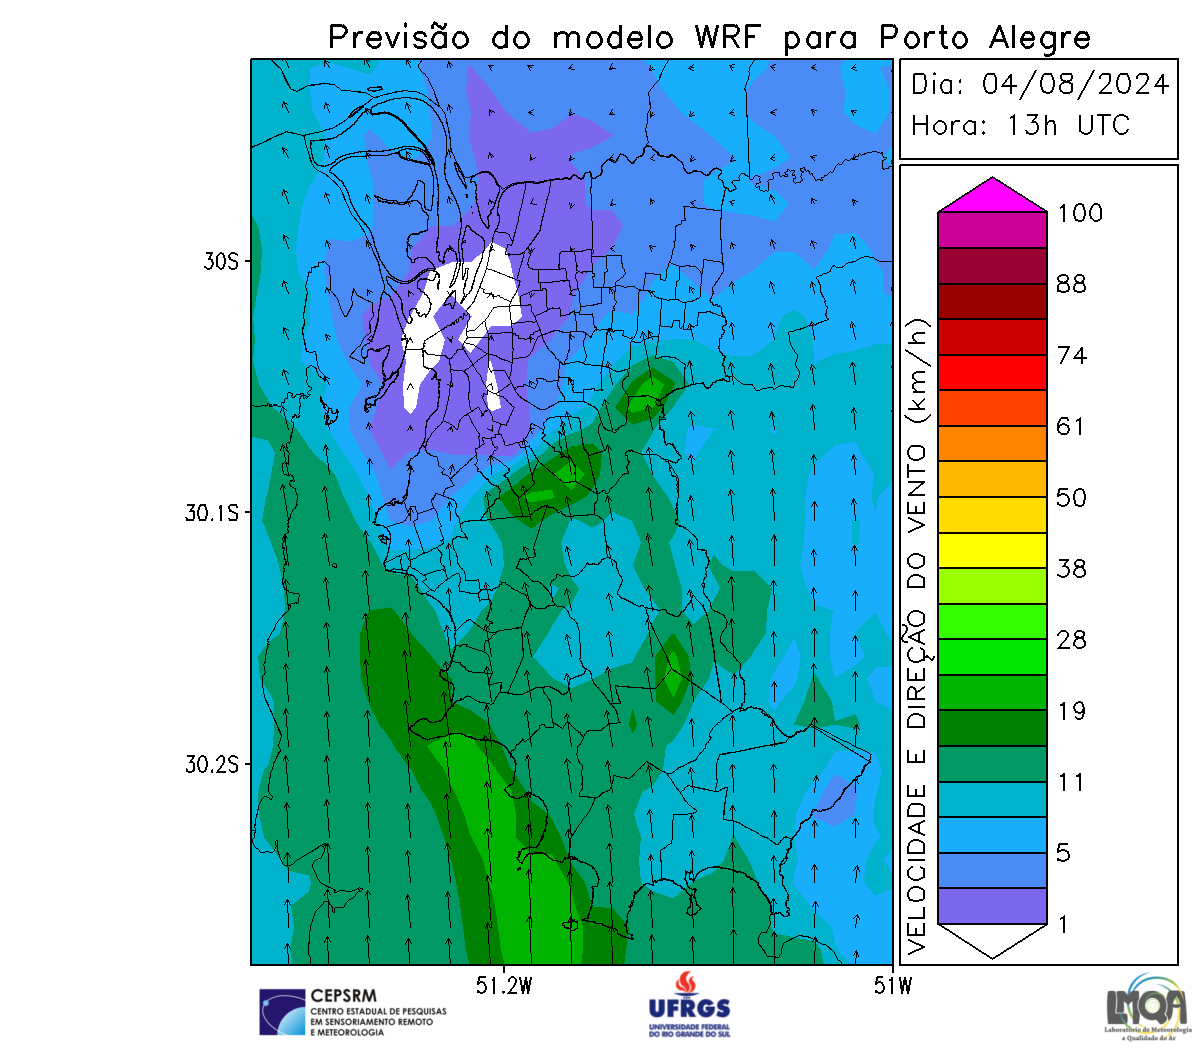 Previsão do modelo WRF para Porto Alegre
Dia: 04/08/2024
Hora: 13h UTC
100
88
74
61
50
38
28
19
11
5
1
VELOCIDADE E DIREÇÃO DO VENTO (km/h)
30S
30.1S
30.2S
51.2W
51W
CEPSRM
CENTRO ESTADUAL DE PESQUISAS
EM SENSORIAMENTO REMOTO
E METEOROLOGIA
UFRGS
UNIVERSIDADE FEDERAL
DO RIO GRANDE DO SUL
LMQA
Laboratório de Meteorologia
e Qualidade do Ar